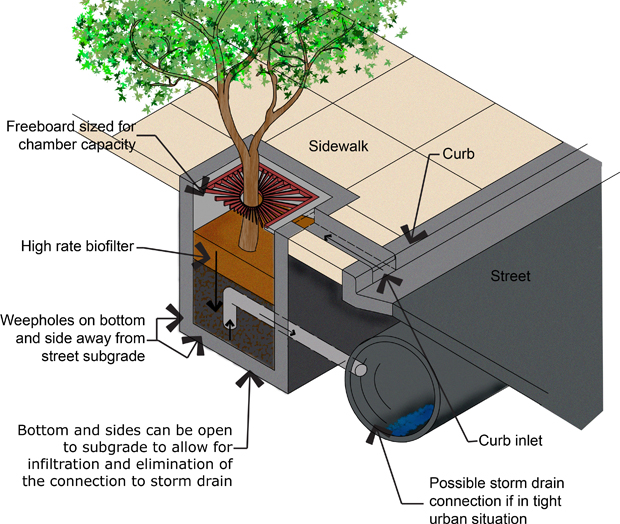 Freeboard sized for
chamber capacity
Sidewalk
Curb
High rate biofilter
Street
Weepholes on bottom
and side away from
street subgrade
Bottom and sides can be open
to subgrade to allow for
infiltration and elimination of
the connection to storm drain
Curb inlet
Possible storm drain
connection if in tight
urban situation